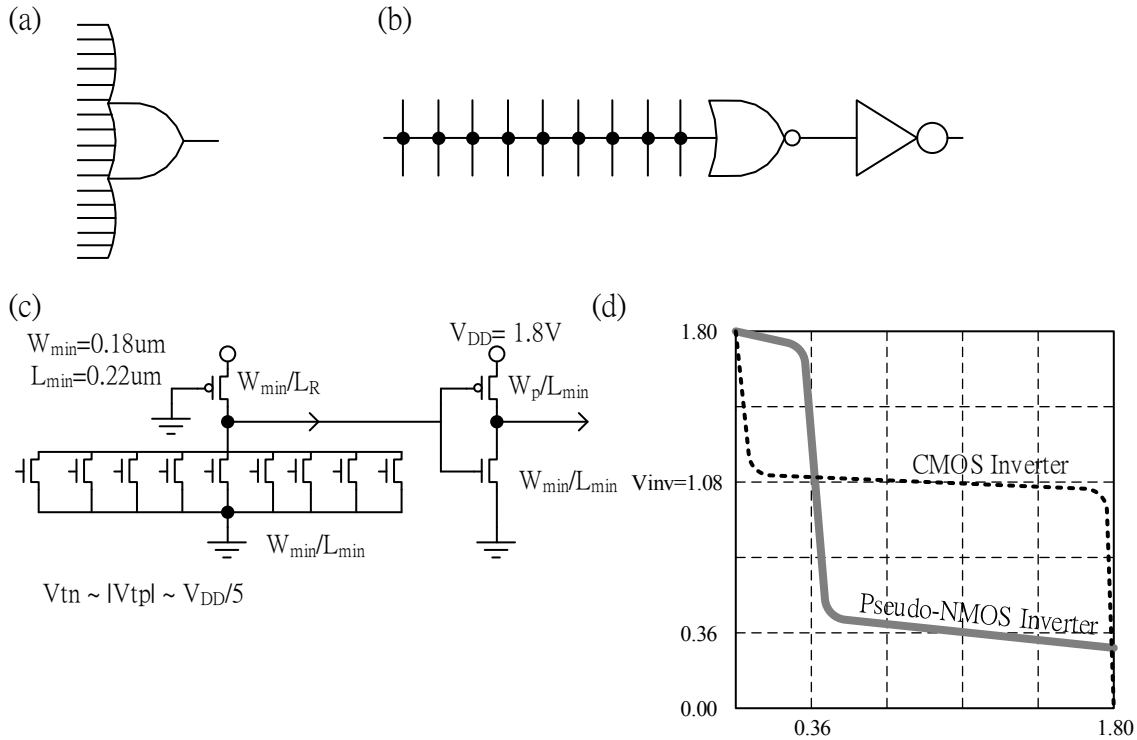 (a)
(b)
(c)
W_min=0.18um
L_min=0.22um
W_min/L_R
V_DD= 1.8V
W_p/L_min
W_min/L_min
W_min/L_min
Vtn ~ |Vtp| ~ V_DD/5
(d)
1.80
CMOS Inverter
Vinv=1.08
Pseudo-NMOS Inverter
0.36
0.00
0.36
1.80